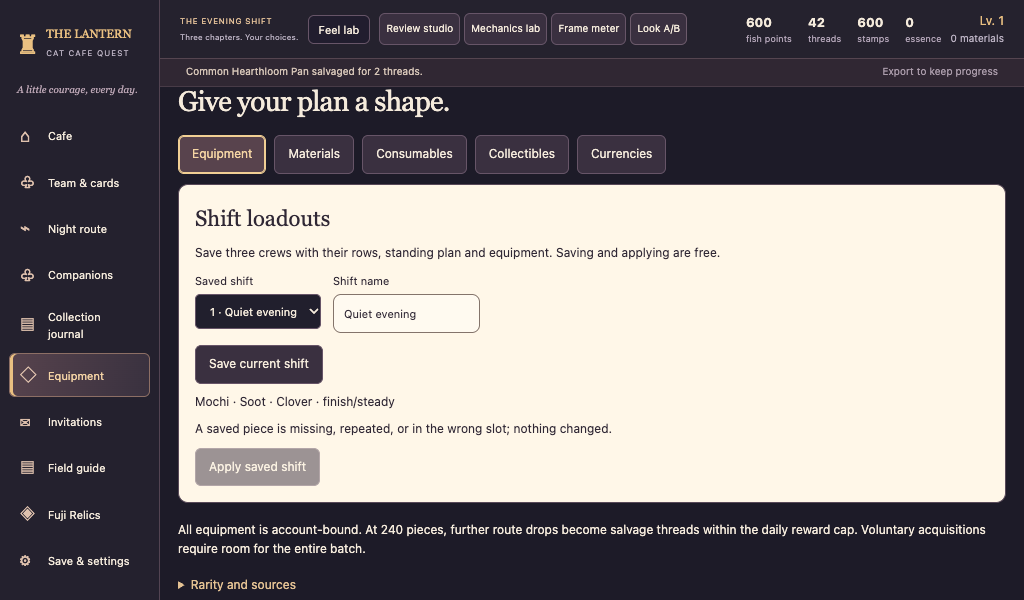 THE LANTERN
CAT CAFE QUEST
A little courage, every day.
Cafe
Team & cards
Night route
Companions
Collection
journal
Equipment
Invitations
Field guide
Fuji Relics
Save & settings
THE EVENING SHIFT
Three chapters. Your choices.
Feel lab
Review studio
Mechanics lab
Frame meter
Look A/B
600
fish points
42
threads
600
stamps
0
essence
Lv. 1
0 materials
Common Hearthloom Pan salvaged for 2 threads.
Export to keep progress
Give your plan a shape.
Equipment
Materials
Consumables
Collectibles
Currencies
Shift loadouts
Save three crews with their rows, standing plan and equipment. Saving and applying are free.
Saved shift
Shift name
1 · Quiet evening
Quiet evening
Save current shift
Mochi · Soot · Clover · finish/steady
A saved piece is missing, repeated, or in the wrong slot; nothing changed.
Apply saved shift
All equipment is account-bound. At 240 pieces, further route drops become salvage threads within the daily reward cap. Voluntary acquisitions
require room for the entire batch.
Rarity and sources